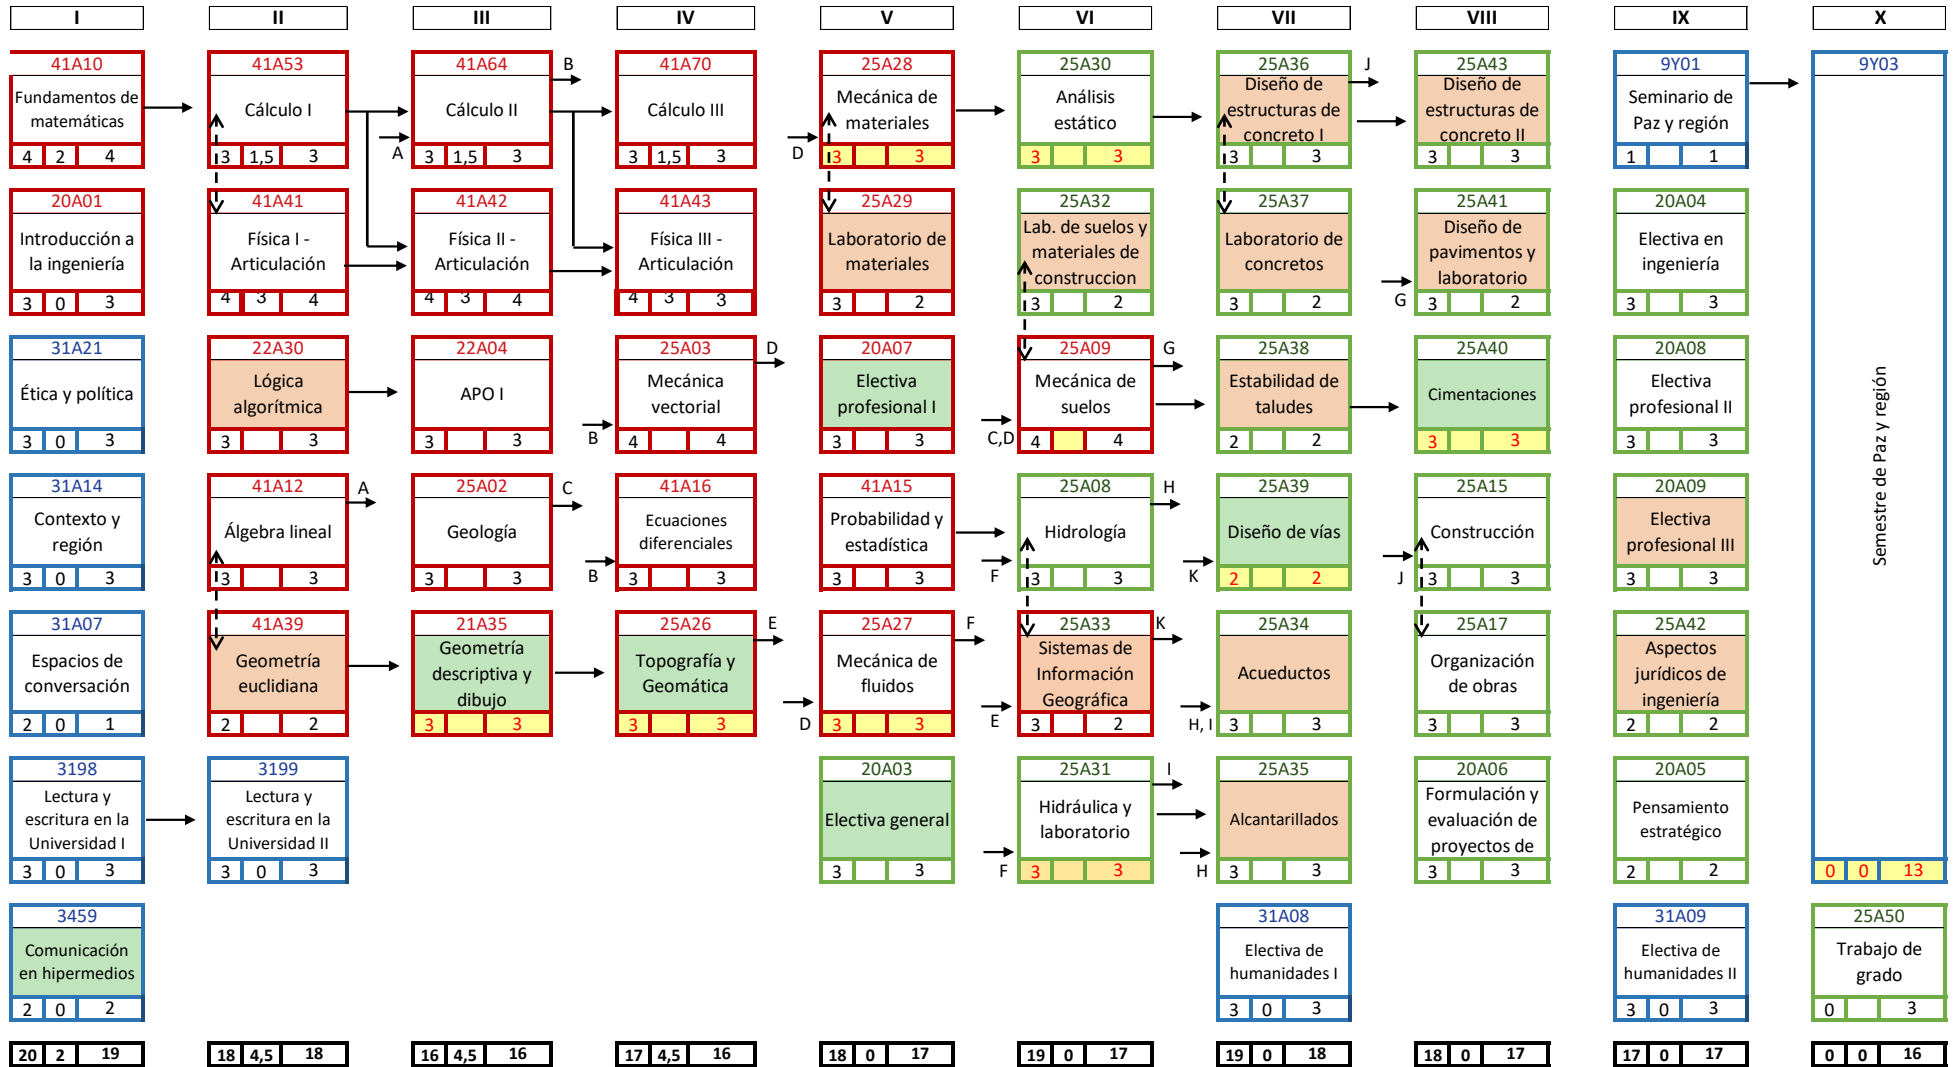 I II III IV V VI VII VIII IX X
41A10
Fundamentos de
matemáticas
4 2 4
20A01
Introducción a
la ingeniería
3 0 3
31A21
Ética y política
3 0 3
31A14
Contexto y
región
3 0 3
31A07
Espacios de
conversación
2 0 1
3198
Lectura y
escritura en la
Universidad I
3 0 3
3459
Comunicación
en hipermedios
2 0 2
20 2 19
41A53
Cálculo I
3 1,5 3
41A41
Física I -
Articulación
4 3 4
22A30
Lógica
algorítmica
3 3
41A12
A
Álgebra lineal
3 3
41A39
Geometría
euclidiana
2 2
3199
Lectura y
escritura en la
Universidad II
3 0 3
18 4,5 18
41A64
B
Cálculo II
A
3 1,5 3
41A42
Física II -
Articulación
4 3 4
22A04
APO I
3 3
25A02
C
Geología
3 3
21A35
Geometría
descriptiva y
dibujo
3 3
16 4,5 16
41A70
Cálculo III
3 1,5 3
41A43
Física III -
Articulación
4 3 3
25A03
D
Mecánica
vectorial
B
4 4
41A16
Ecuaciones
diferenciales
B
3 3
25A26
E
Topografía y
Geomática
3 3
17 4,5 16
25A28
Mecánica de
materiales
D
3 3
25A29
Laboratorio de
materiales
3 2
20A07
Electiva
profesional I
3 3
41A15
Probabilidad y
estadística
3 3
25A27
F
Mecánica de
fluidos
D
3 3
20A03
Electiva general
3 3
18 0 17
25A30
Análisis
estático
3 3
25A32
Lab. de suelos y
materiales de
construccion
3 2
25A09
G
Mecánica de
suelos
C,D
4 4
25A08
H
Hidrología
F
3 3
25A33
K
Sistemas de
Información
Geográfica
E
3 2
25A31
I
Hidráulica y
laboratorio
F
3 3
19 0 17
25A36
J
Diseño de
estructuras de
concreto I
3 3
25A37
Laboratorio de
concretos
3 2
25A38
Estabilidad de
taludes
2 2
25A39
Diseño de vías
K
2 2
25A34
Acueductos
H, I
3 3
25A35
Alcantarillados
H
3 3
31A08
Electiva de
humanidades I
3 0 3
19 0 18
25A43
Diseño de
estructuras de
concreto II
3 3
25A41
Diseño de
pavimentos y
laboratorio
G
3 2
25A40
Cimentaciones
3 3
25A15
Construcción
J
3 3
25A17
Organización
de obras
3 3
20A06
Formulación y
evaluación de
proyectos de
3 3
18 0 17
9Y01
Seminario de
Paz y región
1 1
20A04
Electiva en
ingeniería
3 3
20A08
Electiva
profesional II
3 3
20A09
Electiva
profesional III
3 3
25A42
Aspectos
jurídicos de
ingeniería
2 2
20A05
Pensamiento
estratégico
2 2
31A09
Electiva de
humanidades II
3 0 3
17 0 17
9Y03
Semestre de Paz y región
0 0 13
25A50
Trabajo de
grado
0 3
0 0 16